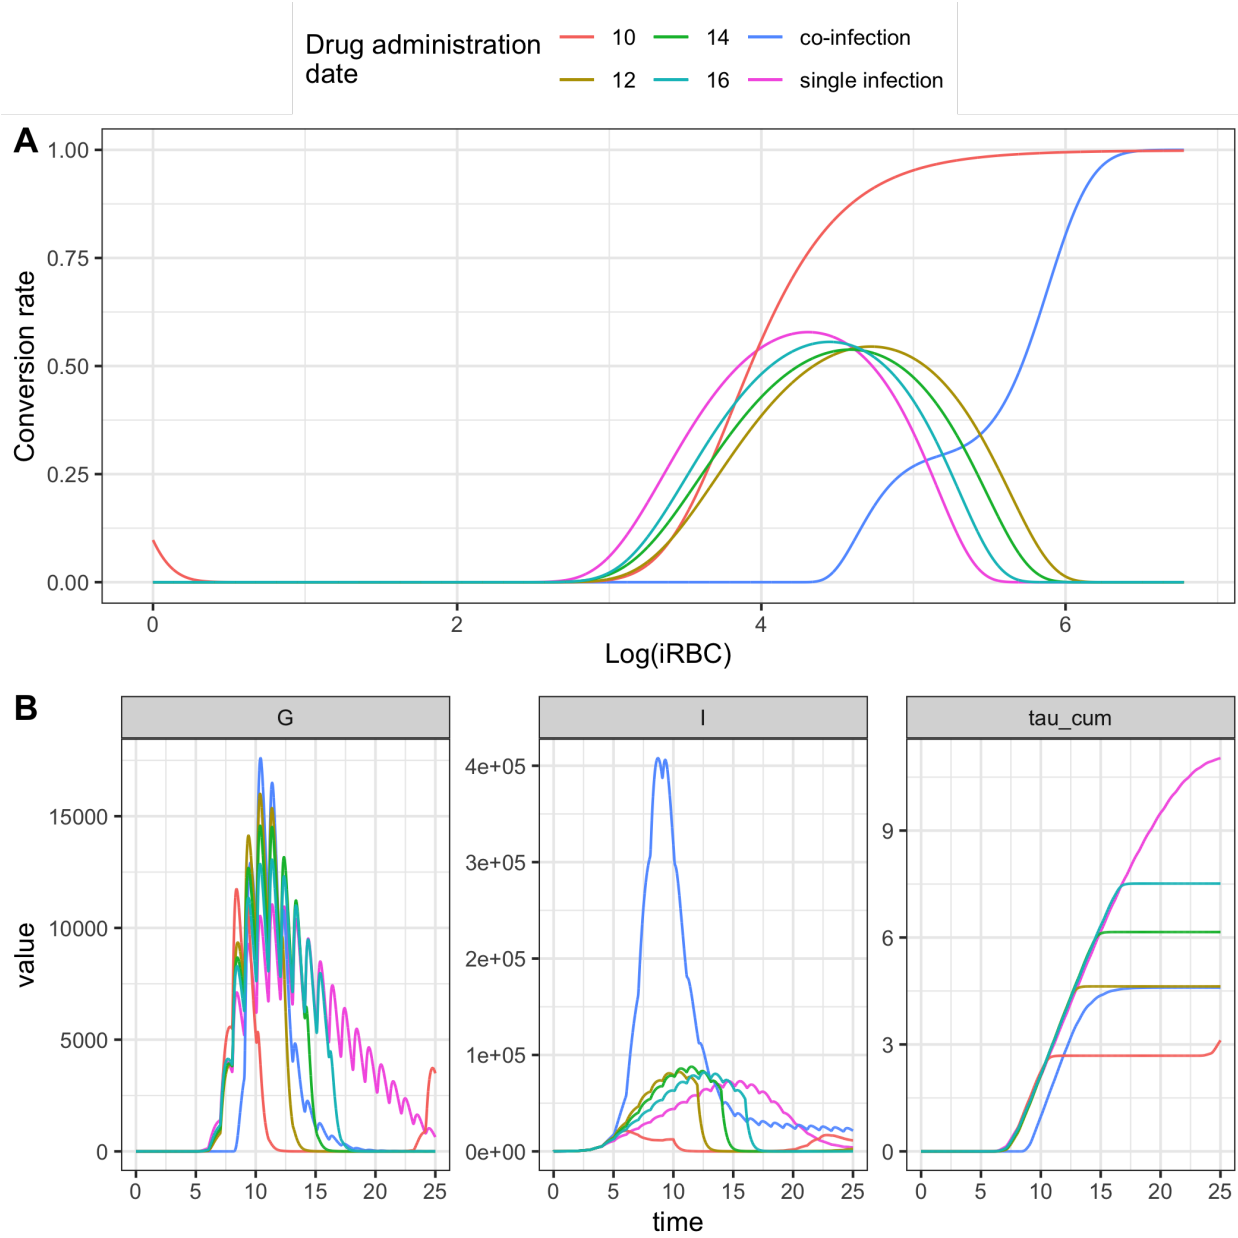 Drug administration
date
10 14 co-infection
12 16 single infection
A
1.00
0.75
0.50
0.25
0.00
Conversion rate
0 2 4 6
Log(iRBC)
B
G I tau_cum
value
15000
10000
5000
0
0 5 10 15 20 25
4e+05
3e+05
2e+05
1e+05
0e+00
0 5 10 15 20 25
9
6
3
0
0 5 10 15 20 25
time